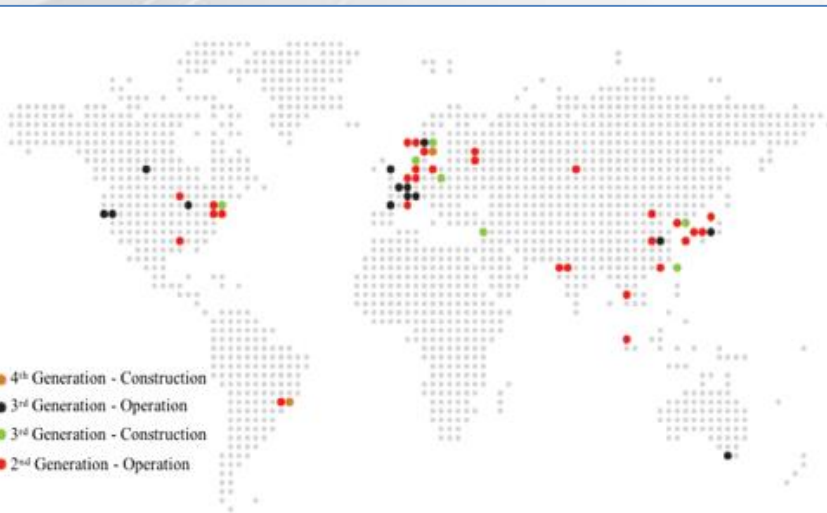 4th Generation - Construction
3rd Generation - Operation
3rd Generation - Construction
2nd Generation - Operation